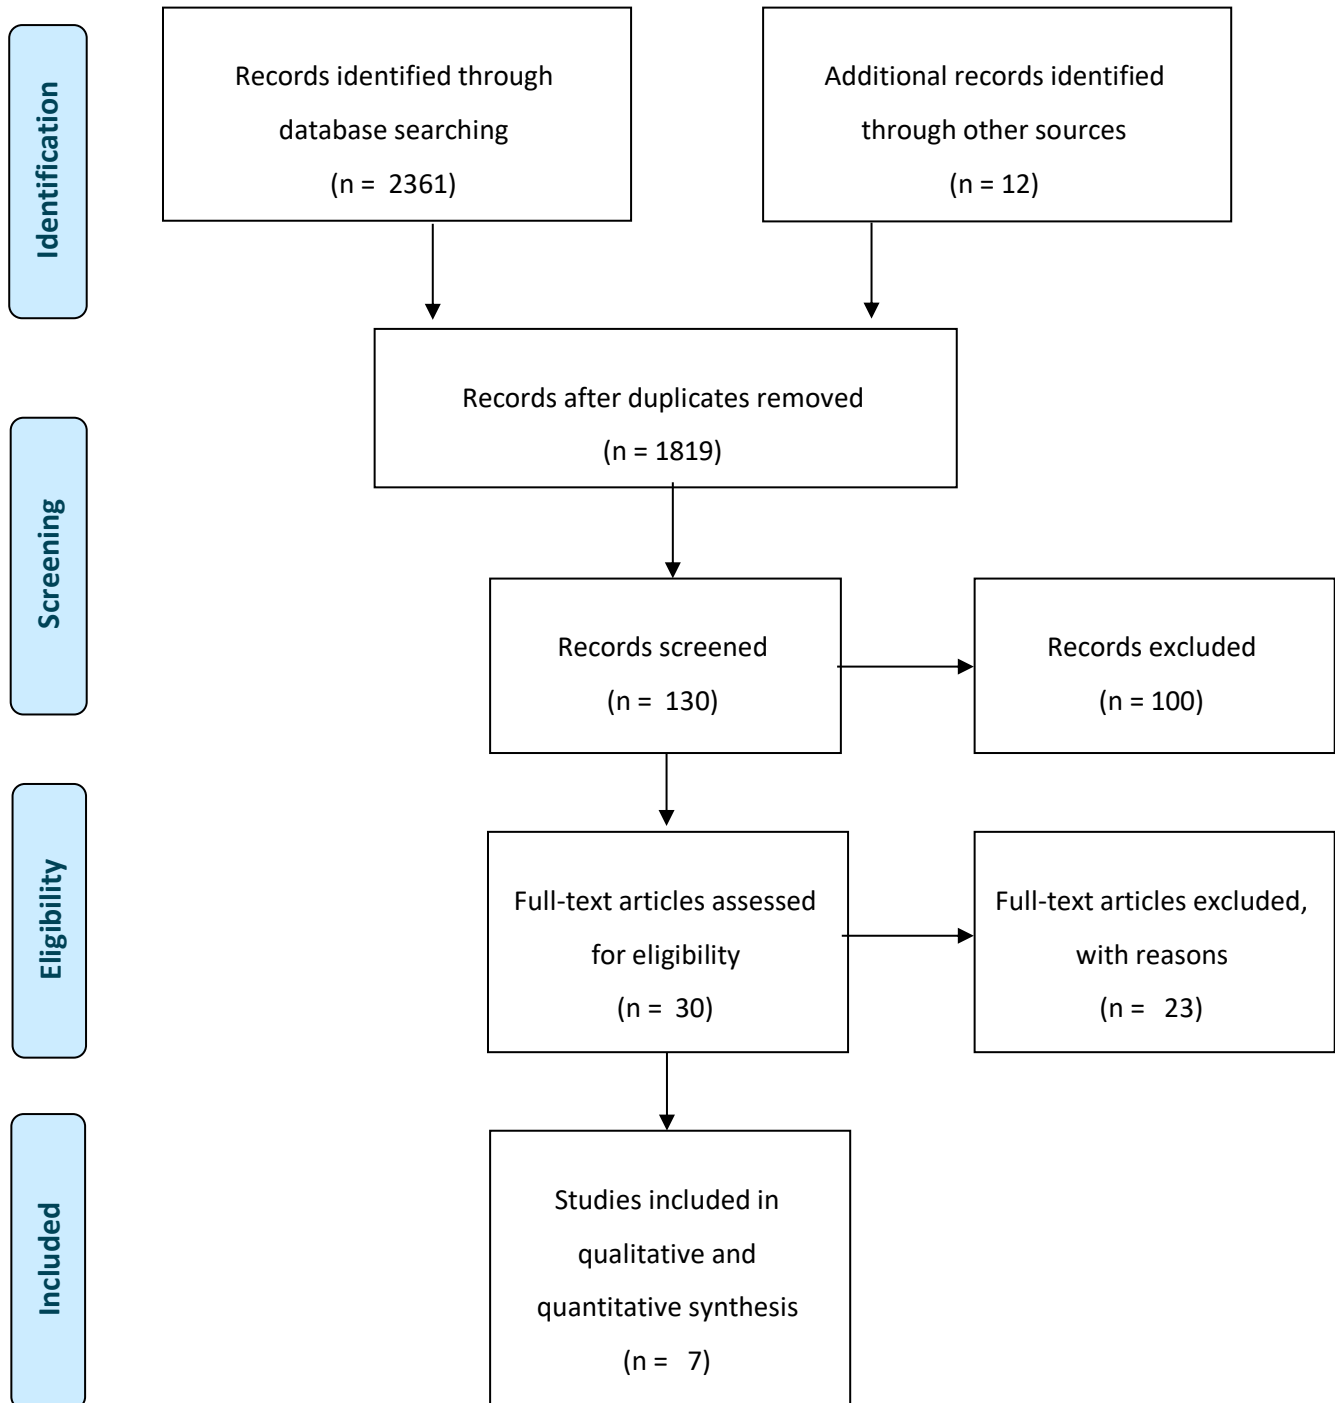 Identification
Records identified through
database searching
(n = 2361)
Additional records identified
through other sources
(n = 12)
Records after duplicates removed
(n = 1819)
Screening
Records screened
(n = 130)
Records excluded
(n = 100)
Eligibility
Full-text articles assessed
for eligibility
(n = 30)
Full-text articles excluded,
with reasons
(n = 23)
Included
Studies included in
qualitative and
quantitative synthesis
(n = 7)